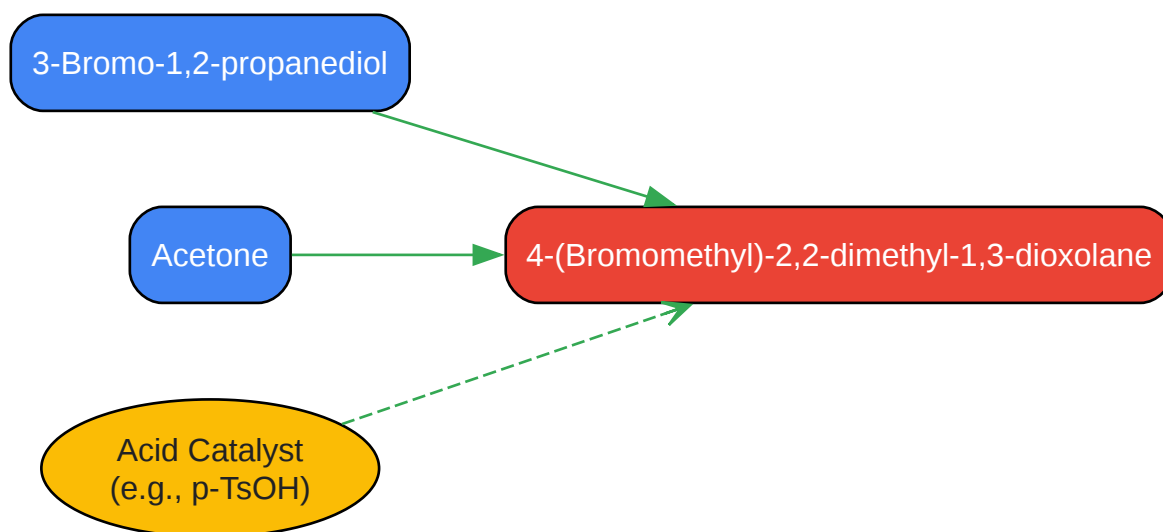 3-Bromo-1,2-propanediol
Acetone
4-(Bromomethyl)-2,2-dimethyl-1,3-dioxolane
Acid Catalyst
(e.g., p-TsOH)